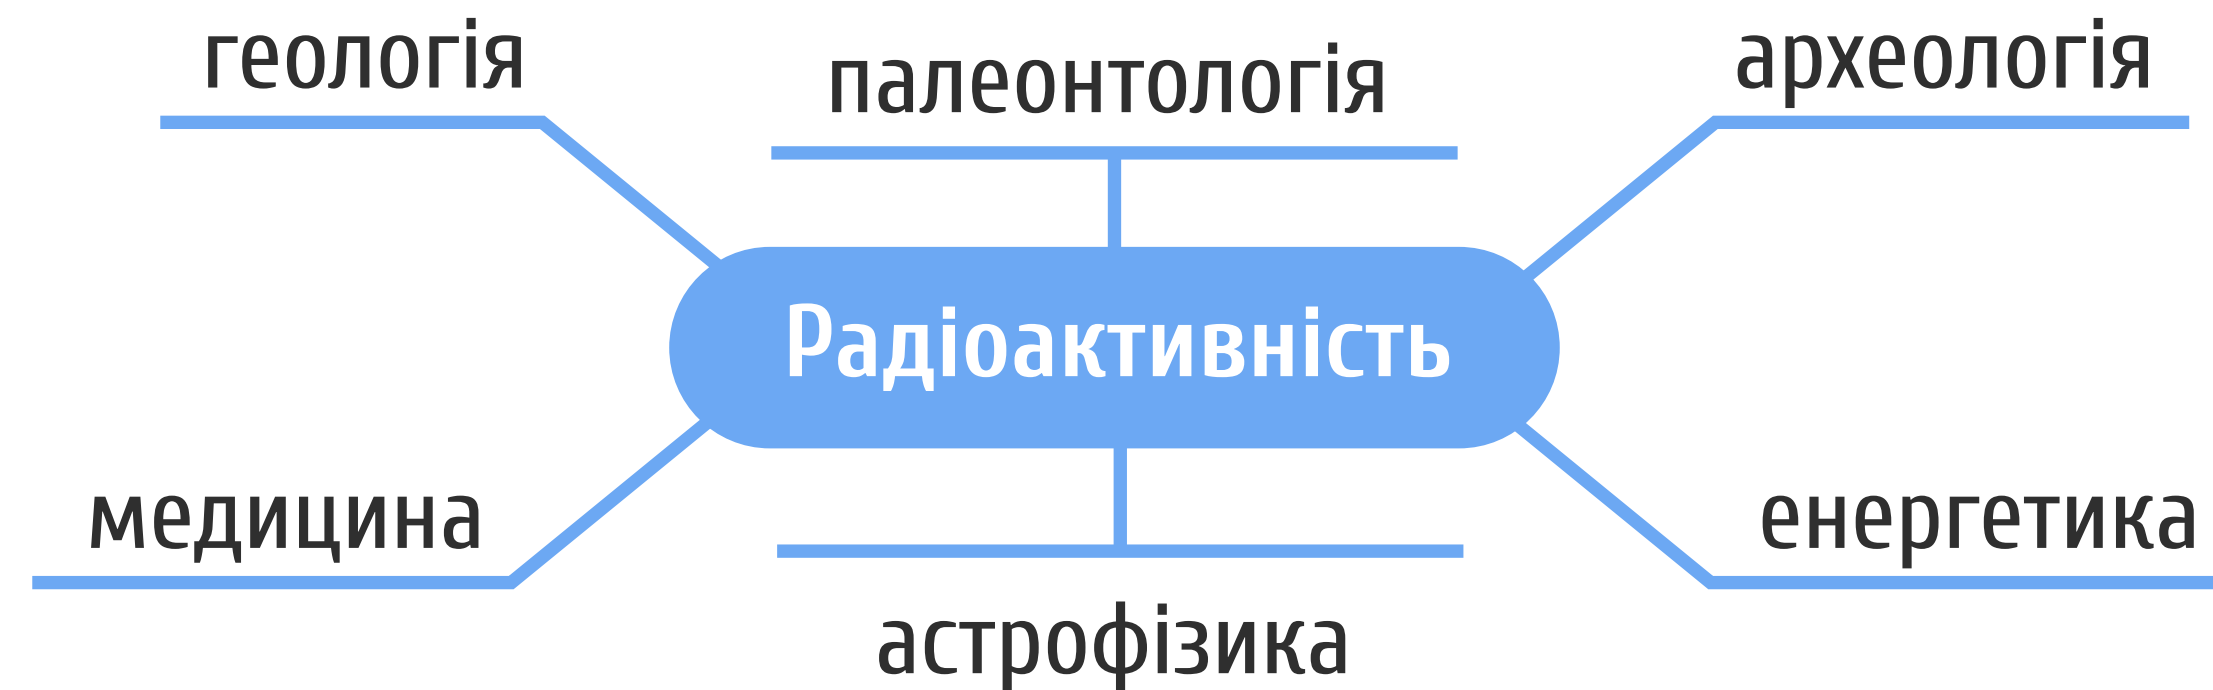 геологія
палеонтологія
археологія
Радіоактивність
медицина
енергетика
астрофізика